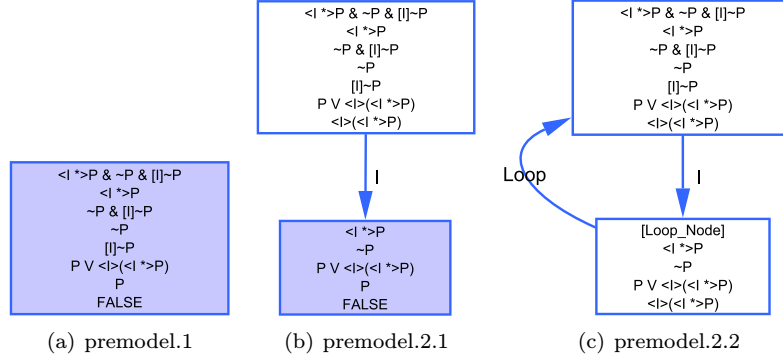 <I *>P & ~P & [I]~P
<I *>P
~P & [I]~P
~P
[I]~P
P V <I>(<I *>P)
P
FALSE
(a) premodel.1
<I *>P & ~P & [I]~P
<I *>P
~P & [I]~P
~P
[I]~P
P V <I>(<I *>P)
<I>(<I *>P)
I
<I *>P
~P
P V <I>(<I *>P)
P
FALSE
(b) premodel.2.1
<I *>P & ~P & [I]~P
<I *>P
~P & [I]~P
~P
[I]~P
P V <I>(<I *>P)
<I>(<I *>P)
Loop
I
[Loop_Node]
<I *>P
~P
P V <I>(<I *>P)
<I>(<I *>P)
(c) premodel.2.2